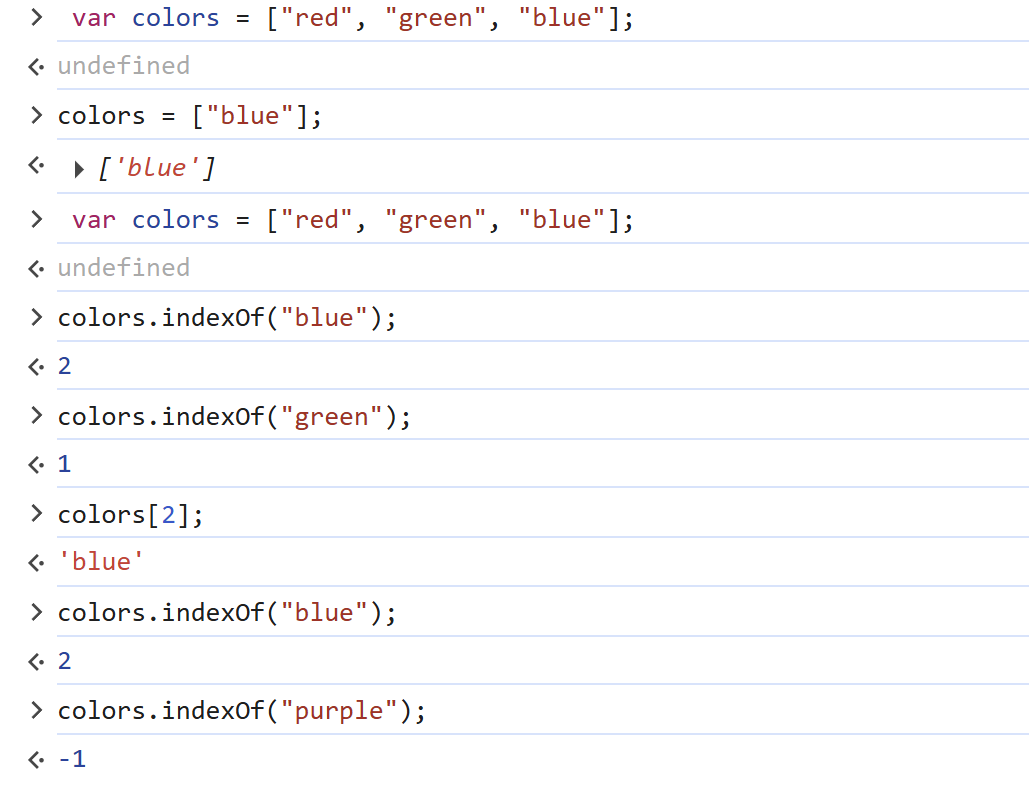 > var colors = ["red", "green", "blue"];
<· undefined
> colors = ["blue"];
<· ▶ ['blue']
> var colors = ["red", "green", "blue"];
<· undefined
> colors.indexOf("blue");
<· 2
> colors.indexOf("green");
<· 1
> colors[2];
<· 'blue'
> colors.indexOf("blue");
<· 2
> colors.indexOf("purple");
<· -1